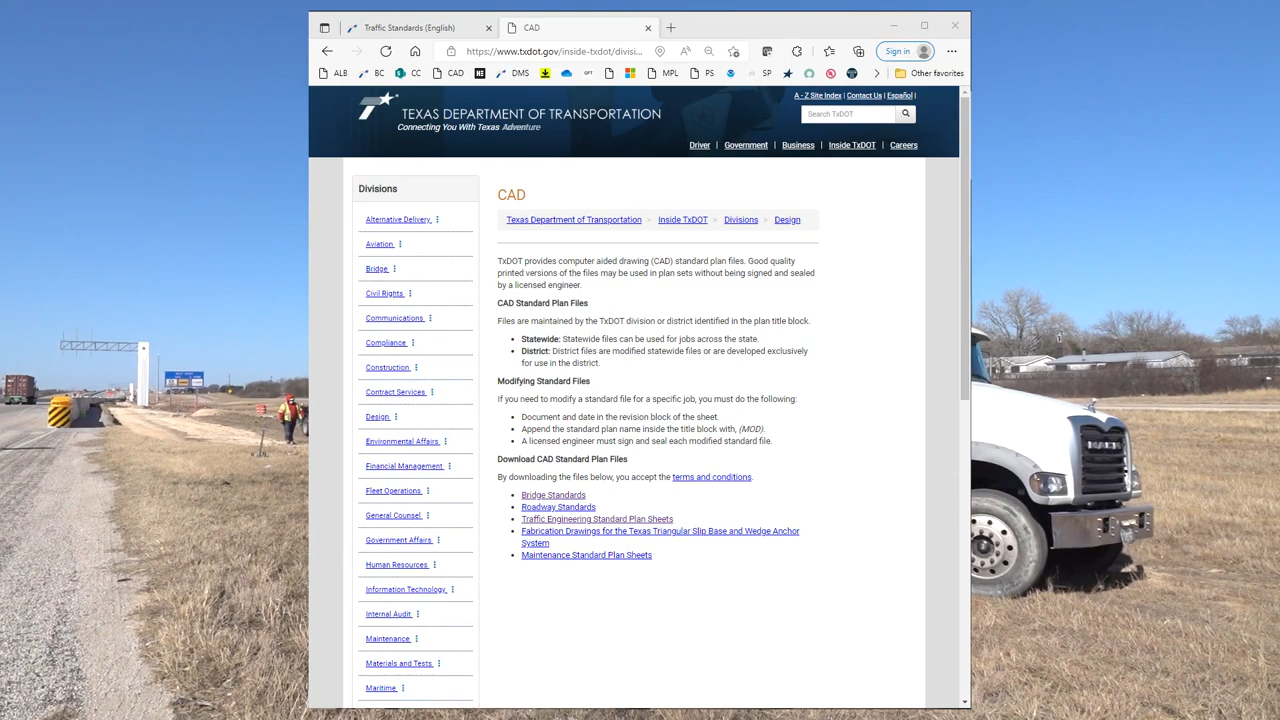 Traffic Standards (English)
CAD
https://www.txdot.gov/inside-txdot/divisi...
Sign in
ALB
BC
CC
CAD
DMS
MPL
PS
SP
Other favorites
A - Z Site Index | Contact Us | Español |
TEXAS DEPARTMENT OF TRANSPORTATION
Connecting You With Texas Adventure
Search TxDOT
Driver | Government | Business | Inside TxDOT | Careers
Divisions
Alternative Delivery
Aviation
Bridge
Civil Rights
Communications
Compliance
Construction
Contract Services
Design
Environmental Affairs
Financial Management
Fleet Operations
General Counsel
Government Affairs
Human Resources
Information Technology
Internal Audit
Maintenance
Materials and Tests
Maritime
CAD
Texas Department of Transportation > Inside TxDOT > Divisions > Design
TxDOT provides computer aided drawing (CAD) standard plan files. Good quality
printed versions of the files may be used in plan sets without being signed and sealed
by a licensed engineer.
CAD Standard Plan Files
Files are maintained by the TxDOT division or district identified in the plan title block.
• Statewide: Statewide files can be used for jobs across the state.
• District: District files are modified statewide files or are developed exclusively
for use in the district.
Modifying Standard Files
If you need to modify a standard file for a specific job, you must do the following:
• Document and date in the revision block of the sheet.
• Append the standard plan name inside the title block with, (MOD).
• A licensed engineer must sign and seal each modified standard file.
Download CAD Standard Plan Files
By downloading the files below, you accept the terms and conditions.
• Bridge Standards
• Roadway Standards
• Traffic Engineering Standard Plan Sheets
• Fabrication Drawings for the Texas Triangular Slip Base and Wedge Anchor
System
• Maintenance Standard Plan Sheets